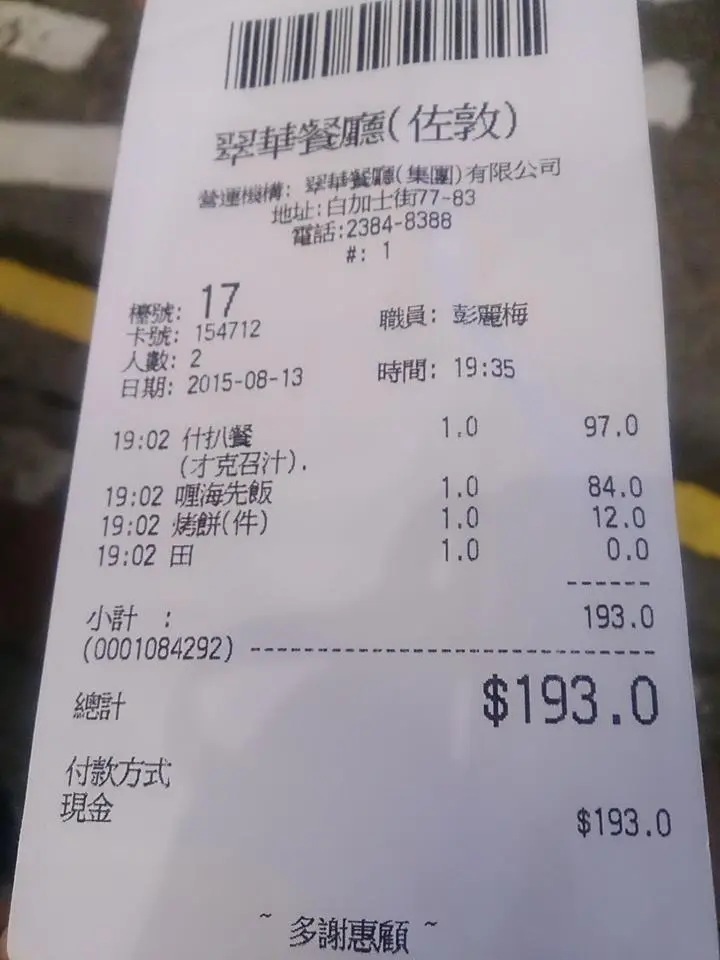 翠華餐廳(佐敦)
營運機構: 翠華餐廳(集團)有限公司
地址:白加士街77-83
電話:2384-8388
#: 1
檯號: 17
職員: 彭麗梅
卡號: 154712
人數: 2
日期: 2015-08-13 時間: 19:35
19:02 什扒餐 1.0 97.0
(才克召汁).
19:02 喱海先飯 1.0 84.0
19:02 烤餅(件) 1.0 12.0
19:02 田 1.0 0.0
------
小計 : 193.0
(0001084292) ------------------------------
總計 $193.0
付款方式
現金 $193.0
~ 多謝惠顧 ~